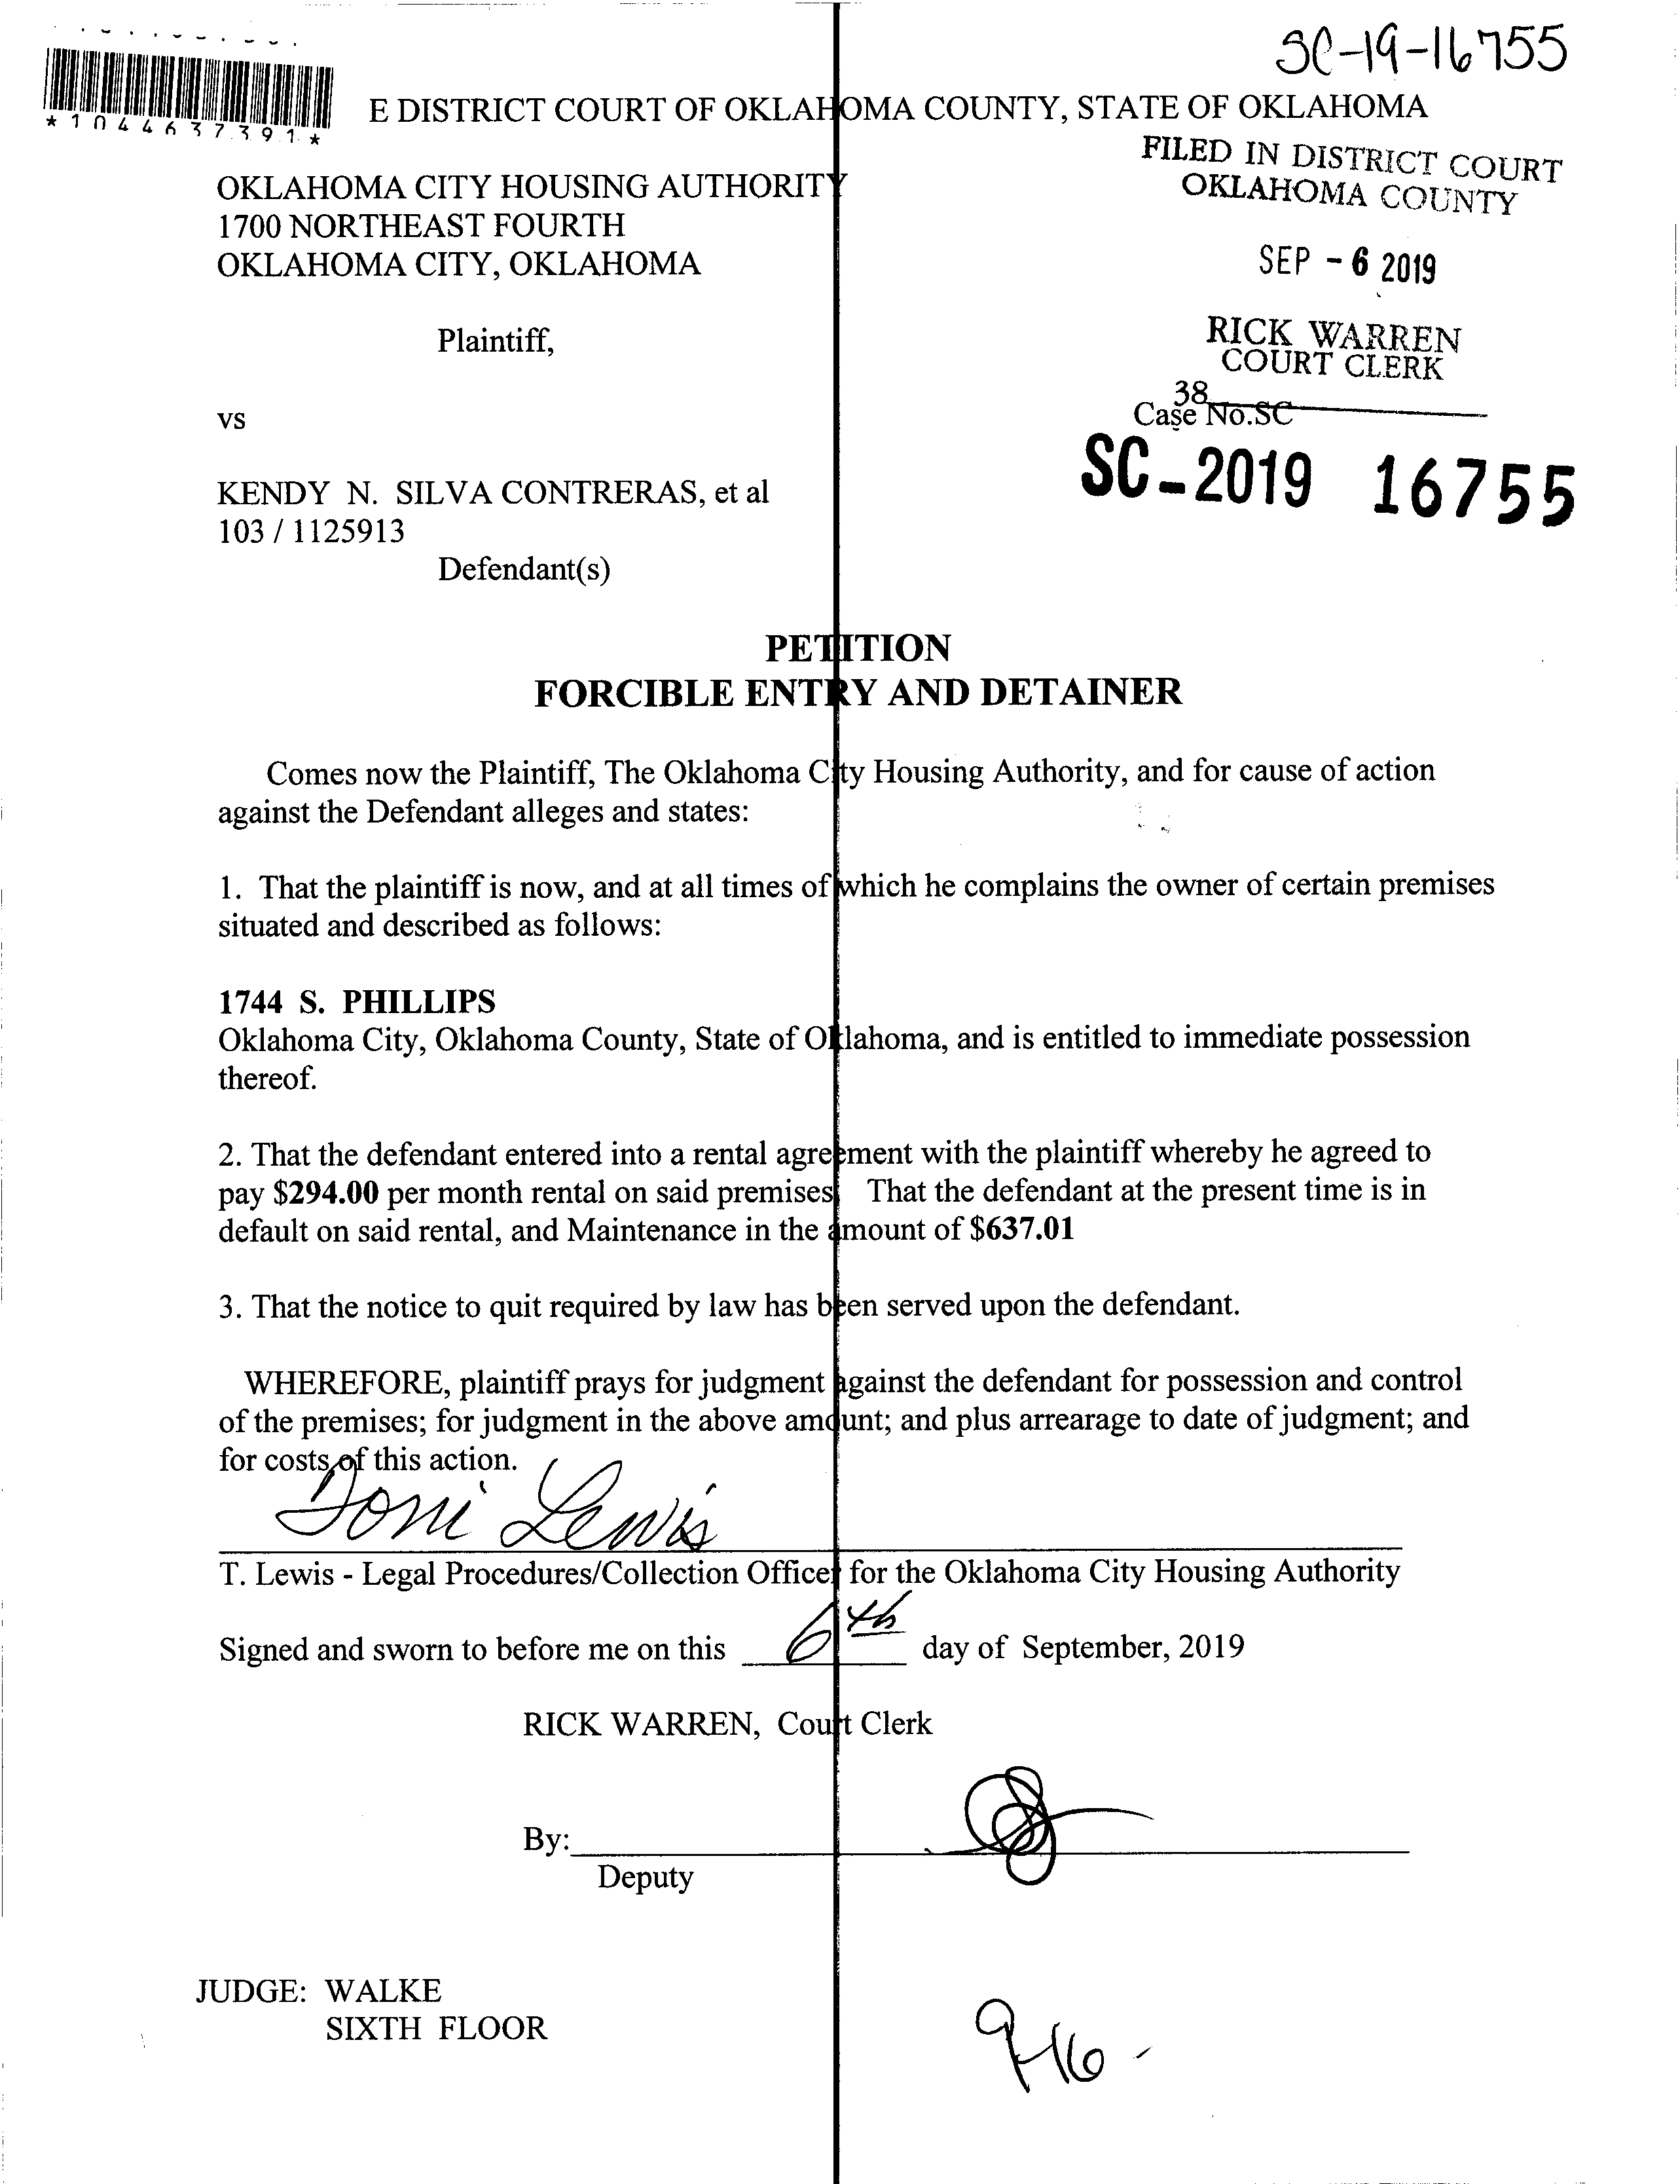 SC-19-16755
*1044637391*
E DISTRICT COURT OF OKLAHOMA COUNTY, STATE OF OKLAHOMA
FILED IN DISTRICT COURT
OKLAHOMA COUNTY
OKLAHOMA CITY HOUSING AUTHORITY
1700 NORTHEAST FOURTH
OKLAHOMA CITY, OKLAHOMA
SEP - 6 2019
Plaintiff,
RICK WARREN
COURT CLERK
38
Case No.SC
vs
SC-2019 16755
KENDY N. SILVA CONTRERAS, et al
103 / 1125913
Defendant(s)
PETITION
FORCIBLE ENTRY AND DETAINER
Comes now the Plaintiff, The Oklahoma City Housing Authority, and for cause of action
against the Defendant alleges and states:
1. That the plaintiff is now, and at all times of which he complains the owner of certain premises
situated and described as follows:
1744 S. PHILLIPS
Oklahoma City, Oklahoma County, State of Oklahoma, and is entitled to immediate possession
thereof.
2. That the defendant entered into a rental agreement with the plaintiff whereby he agreed to
pay $294.00 per month rental on said premises. That the defendant at the present time is in
default on said rental, and Maintenance in the amount of $637.01
3. That the notice to quit required by law has been served upon the defendant.
WHEREFORE, plaintiff prays for judgment against the defendant for possession and control
of the premises; for judgment in the above amount; and plus arrearage to date of judgment; and
for costs of this action.
Toni Lewis
T. Lewis - Legal Procedures/Collection Officer for the Oklahoma City Housing Authority
Signed and sworn to before me on this 6th day of September, 2019
RICK WARREN, Court Clerk
By:
Deputy
JUDGE: WALKE
SIXTH FLOOR
9-16-